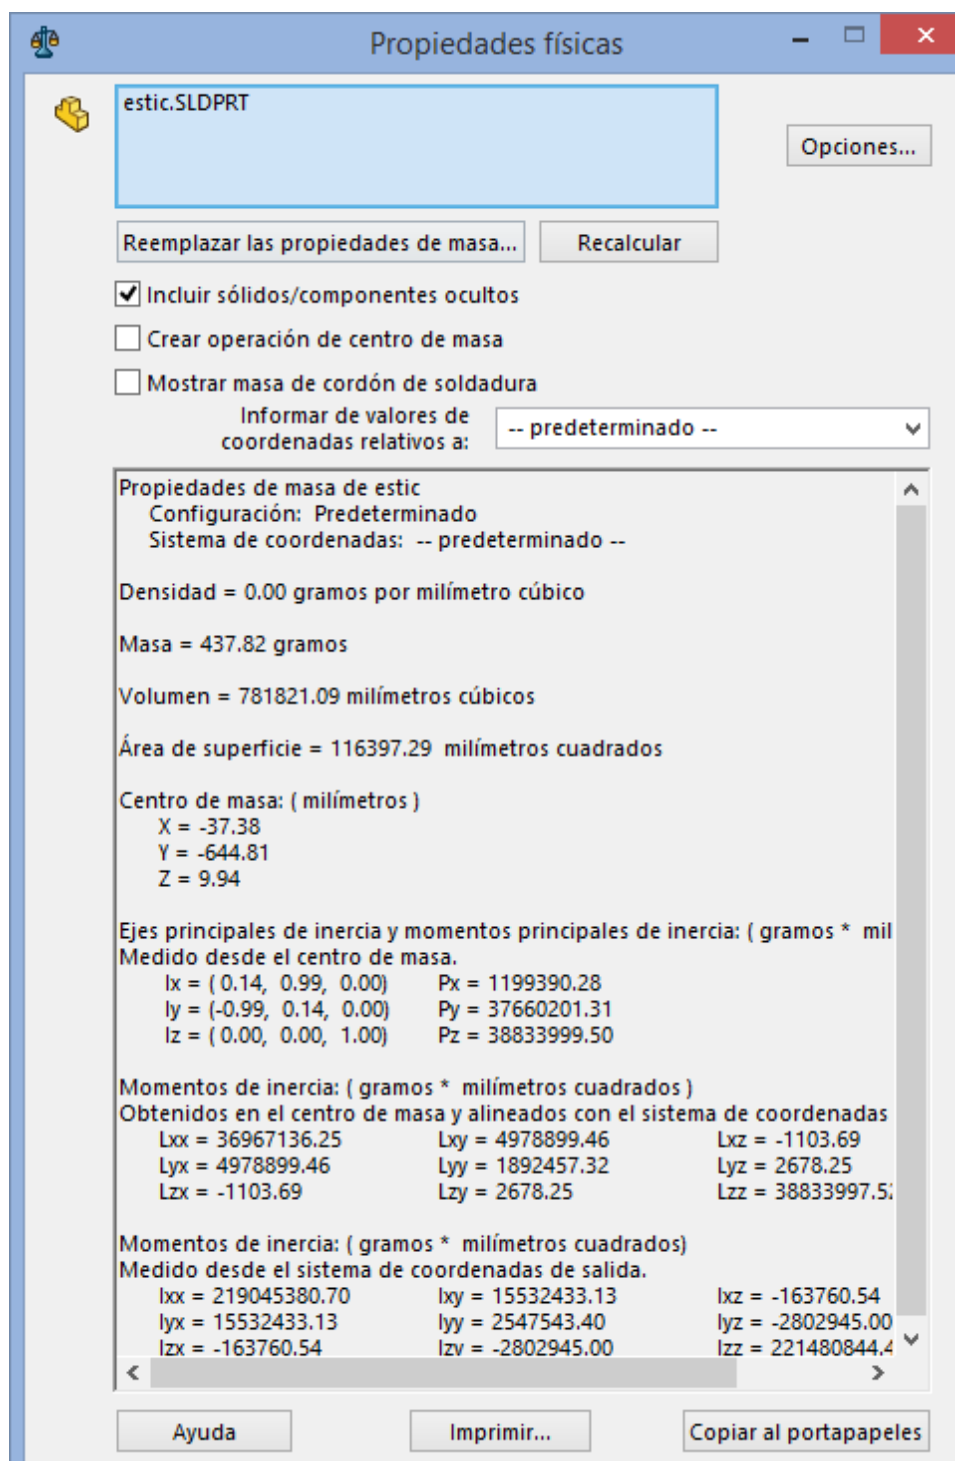 Propiedades físicas
estic.SLDPRT
Opciones...
Reemplazar las propiedades de masa...
Recalcular
Incluir sólidos/componentes ocultos
Crear operación de centro de masa
Mostrar masa de cordón de soldadura
Informar de valores de
coordenadas relativos a:
-- predeterminado --
Propiedades de masa de estic
Configuración: Predeterminado
Sistema de coordenadas: -- predeterminado --
Densidad = 0.00 gramos por milímetro cúbico
Masa = 437.82 gramos
Volumen = 781821.09 milímetros cúbicos
Área de superficie = 116397.29 milímetros cuadrados
Centro de masa: ( milímetros )
X = -37.38
Y = -644.81
Z = 9.94
Ejes principales de inercia y momentos principales de inercia: ( gramos * mil
Medido desde el centro de masa.
Ix = ( 0.14, 0.99, 0.00) Px = 1199390.28
Iy = (-0.99, 0.14, 0.00) Py = 37660201.31
Iz = ( 0.00, 0.00, 1.00) Pz = 38833999.50
Momentos de inercia: ( gramos * milímetros cuadrados )
Obtenidos en el centro de masa y alineados con el sistema de coordenadas
Lxx = 36967136.25 Lxy = 4978899.46 Lxz = -1103.69
Lyx = 4978899.46 Lyy = 1892457.32 Lyz = 2678.25
Lzx = -1103.69 Lzy = 2678.25 Lzz = 38833997.52
Momentos de inercia: ( gramos * milímetros cuadrados)
Medido desde el sistema de coordenadas de salida.
Ixx = 219045380.70 Ixy = 15532433.13 Ixz = -163760.54
Iyx = 15532433.13 Iyy = 2547543.40 Iyz = -2802945.00
Izx = -163760.54 Izy = -2802945.00 Izz = 221480844.4
Ayuda
Imprimir...
Copiar al portapapeles